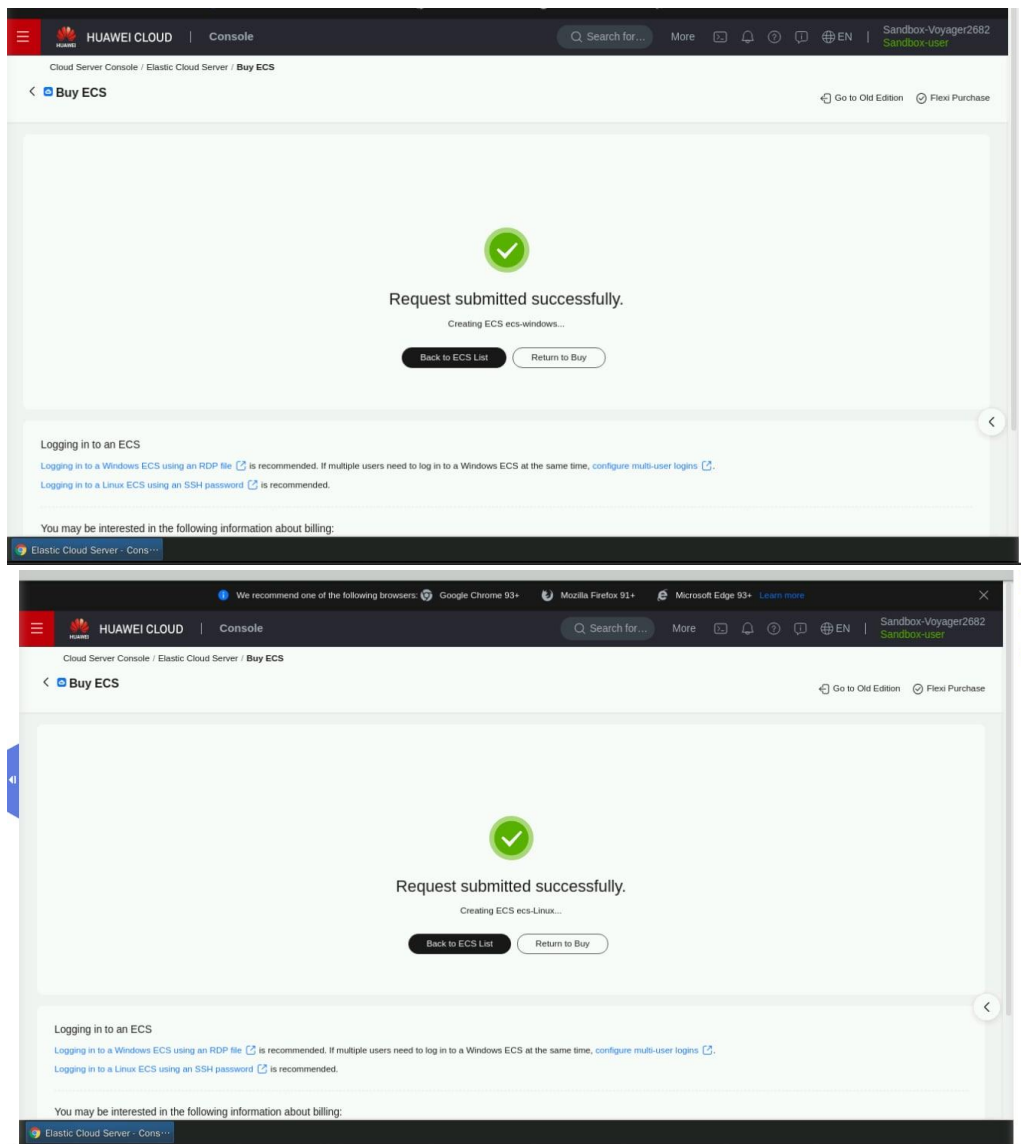 HUAWEI
HUAWEI CLOUD | Console
Search for... More EN | Sandbox-Voyager2682
Sandbox-user
Cloud Server Console / Elastic Cloud Server / Buy ECS
Buy ECS
Go to Old Edition Flexi Purchase
Request submitted successfully.
Creating ECS ecs-windows...
Back to ECS List Return to Buy
Logging in to an ECS
Logging in to a Windows ECS using an RDP file is recommended. If multiple users need to log in to a Windows ECS at the same time, configure multi-user logins .
Logging in to a Linux ECS using an SSH password is recommended.
You may be interested in the following information about billing:
Elastic Cloud Server - Cons···
We recommend one of the following browsers: Google Chrome 93+ Mozilla Firefox 91+ Microsoft Edge 93+ Learn more
HUAWEI
HUAWEI CLOUD | Console
Search for... More EN | Sandbox-Voyager2682
Sandbox-user
Cloud Server Console / Elastic Cloud Server / Buy ECS
Buy ECS
Go to Old Edition Flexi Purchase
Request submitted successfully.
Creating ECS ecs-Linux...
Back to ECS List Return to Buy
Logging in to an ECS
Logging in to a Windows ECS using an RDP file is recommended. If multiple users need to log in to a Windows ECS at the same time, configure multi-user logins .
Logging in to a Linux ECS using an SSH password is recommended.
You may be interested in the following information about billing:
Elastic Cloud Server - Cons···